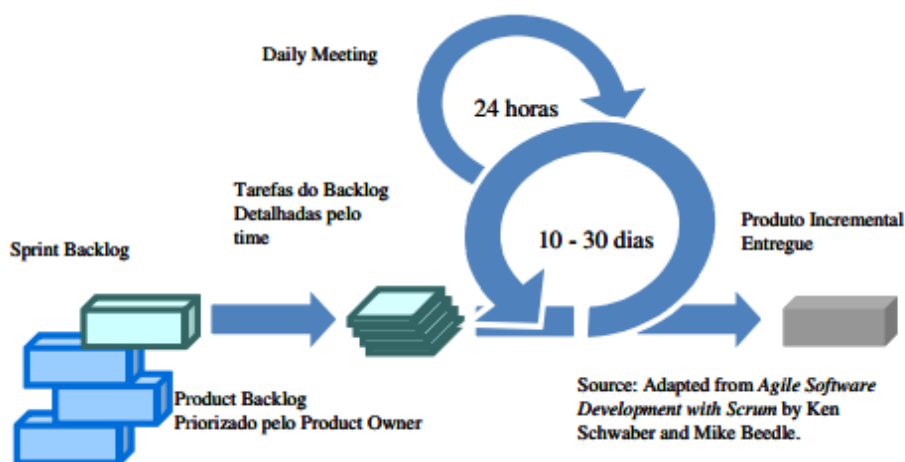 Daily Meeting
24 horas
Tarefas do Backlog
Detalhadas pelo
time
10 - 30 dias
Produto Incremental
Entregue
Sprint Backlog
Product Backlog
Priorizado pelo Product Owner
Source: Adapted from Agile Software
Development with Scrum by Ken
Schwaber and Mike Beedle.